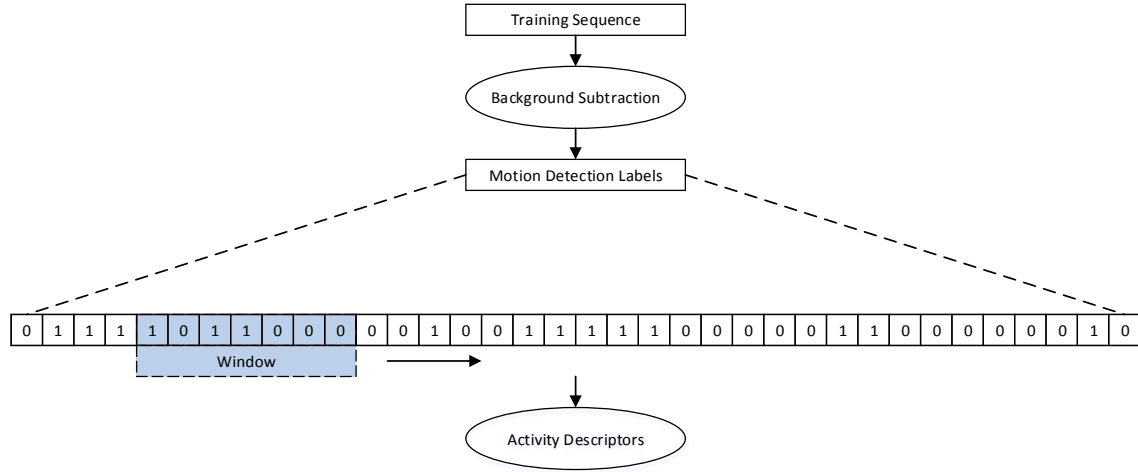 Training Sequence
Background Subtraction
Motion Detection Labels
0 1 1 1 1 0 1 1 0 0 0 0 0 1 0 0 1 1 1 1 1 0 0 0 0 0 1 1 0 0 0 0 0 0 1 0
Window
Activity Descriptors